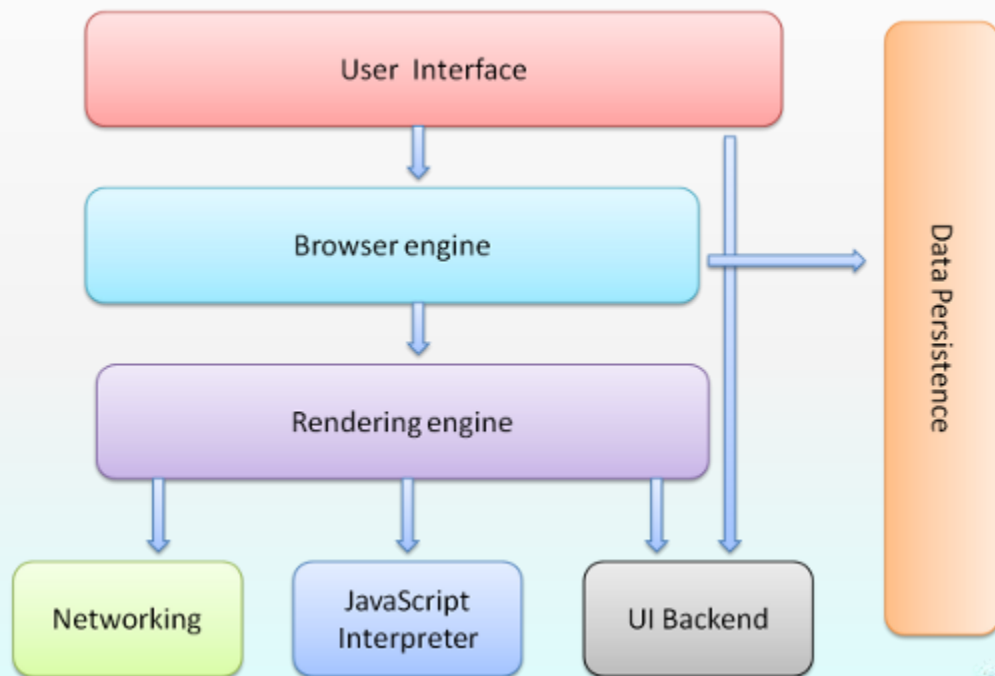 User Interface
Browser engine
Data Persistence
Rendering engine
Networking
JavaScript
Interpreter
UI Backend